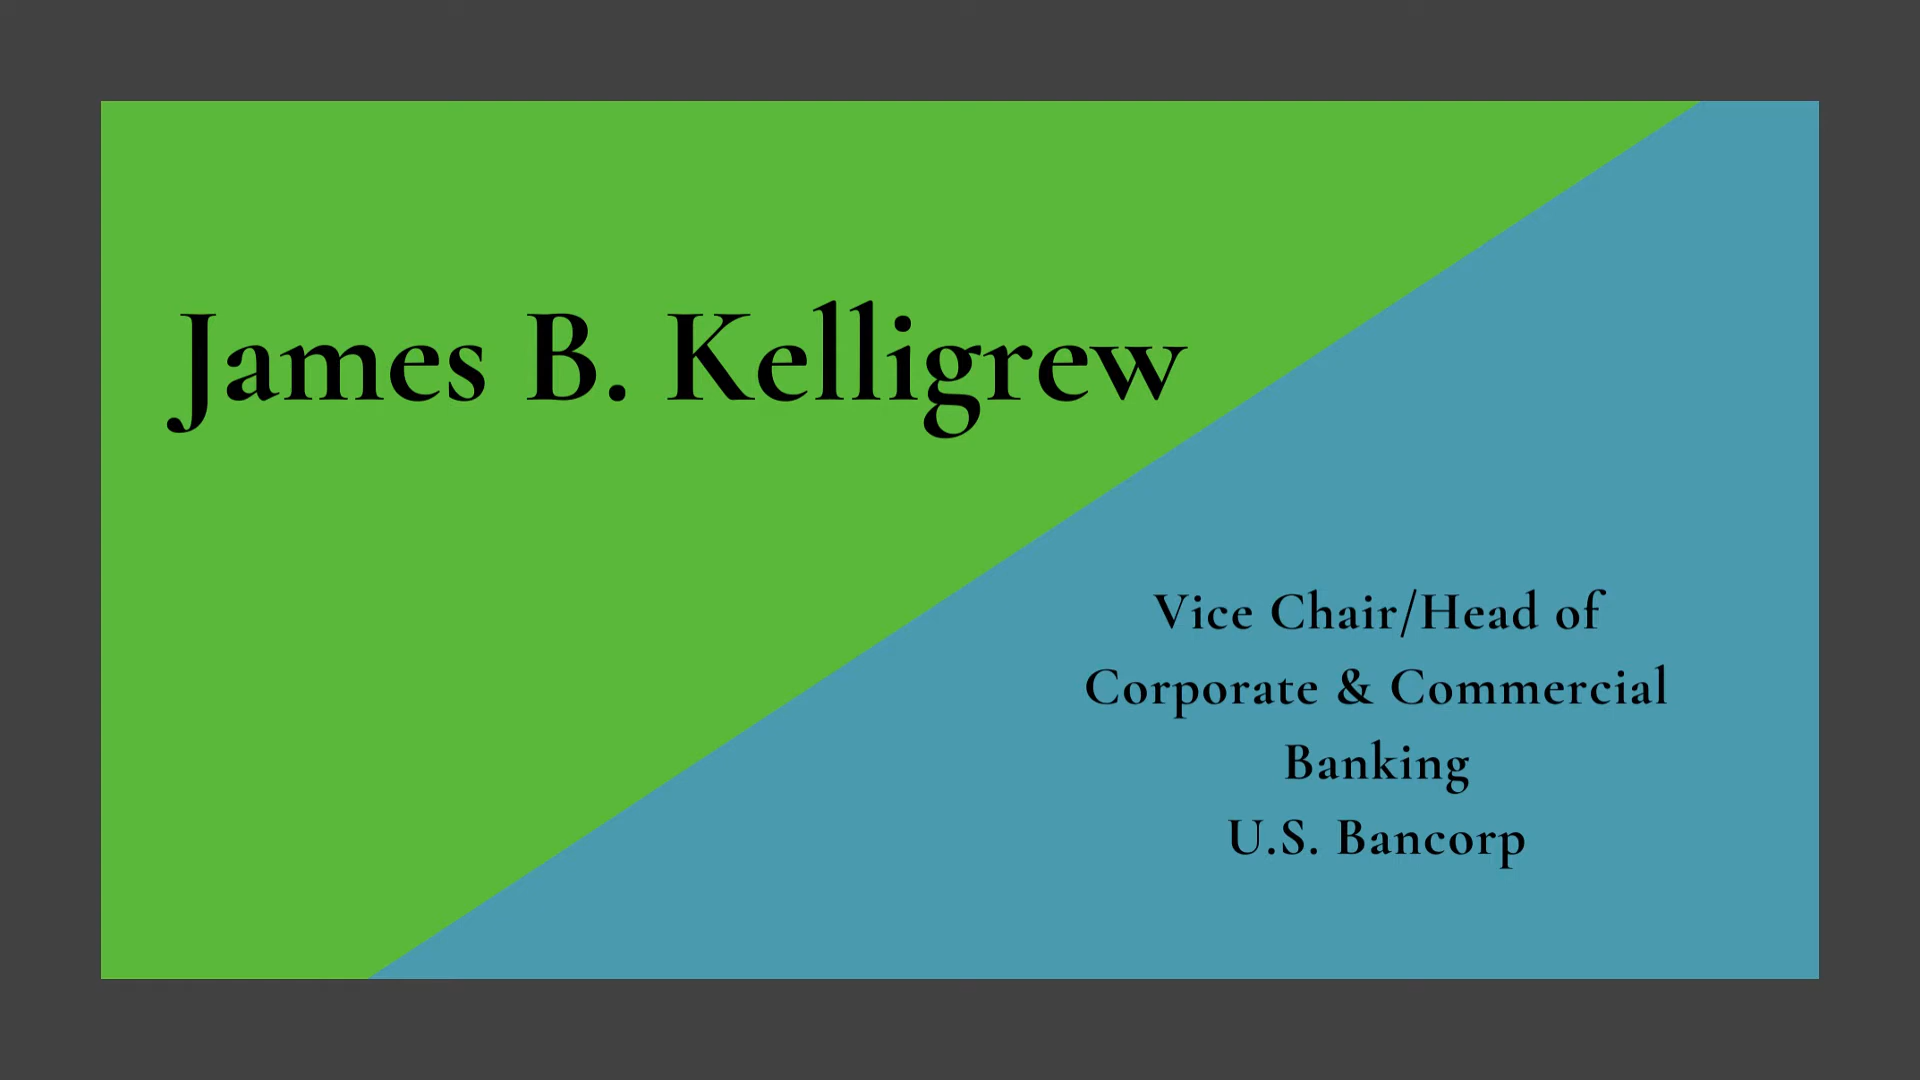 James B. Kelligrew
Vice Chair/Head of
Corporate & Commercial
Banking
U.S. Bancorp